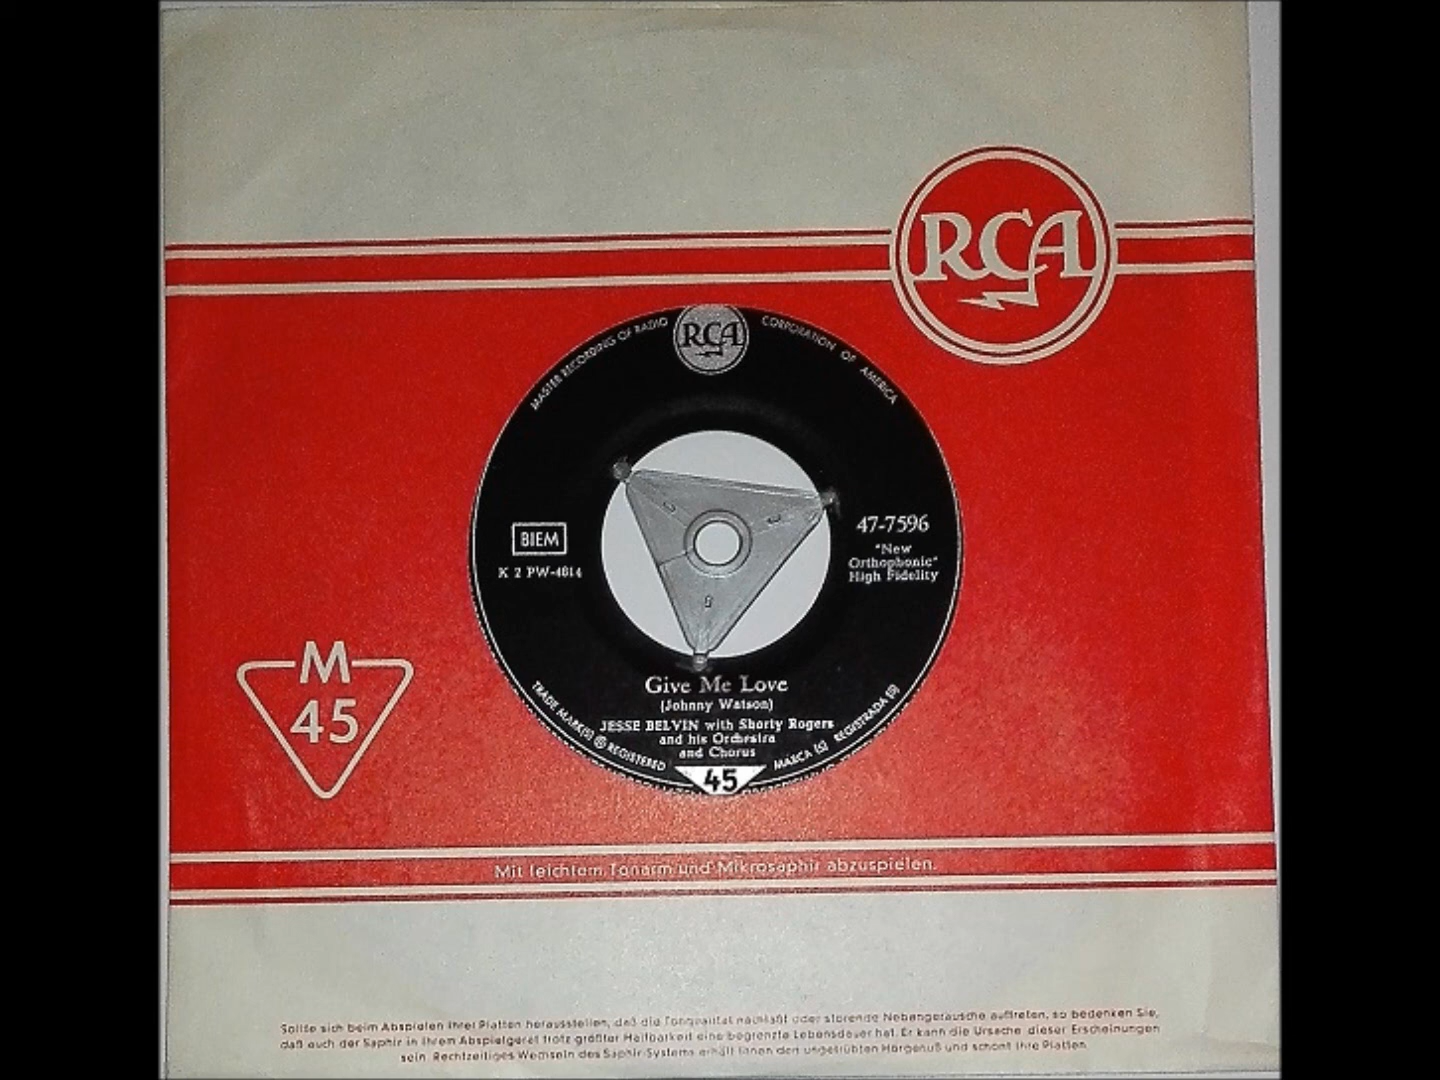 RCA
MASTER RECORDING OF RADIO CORPORATION OF AMERICA
RCA
BIEM
K 2 PW-4814
47-7596
"New
Orthophonic"
High Fidelity
Give Me Love
(Johnny Watson)
JESSE BELVIN with Shorty Rogers
and his Orchestra
and Chorus
TRADE MARK(S) ® REGISTERED
MARCA (S) REGISTRADA (S)
45
M
45
Mit leichtem Tonarm und Mikrosaphir abzuspielen.
Sollte sich beim Abspielen Ihrer Platten herausstellen, daß die Tonqualität nachläßt oder störende Nebengeräusche auftreten, so bedenken Sie,
daß auch der Saphir in Ihrem Abspielgerät trotz größter Haltbarkeit eine begrenzte Lebensdauer hat. Er kann die Ursache dieser Erscheinungen
sein. Rechtzeitiges Wechseln des Saphir-Systems erhält Ihnen den ungetrübten Hörgenuß und schont Ihre Platten.